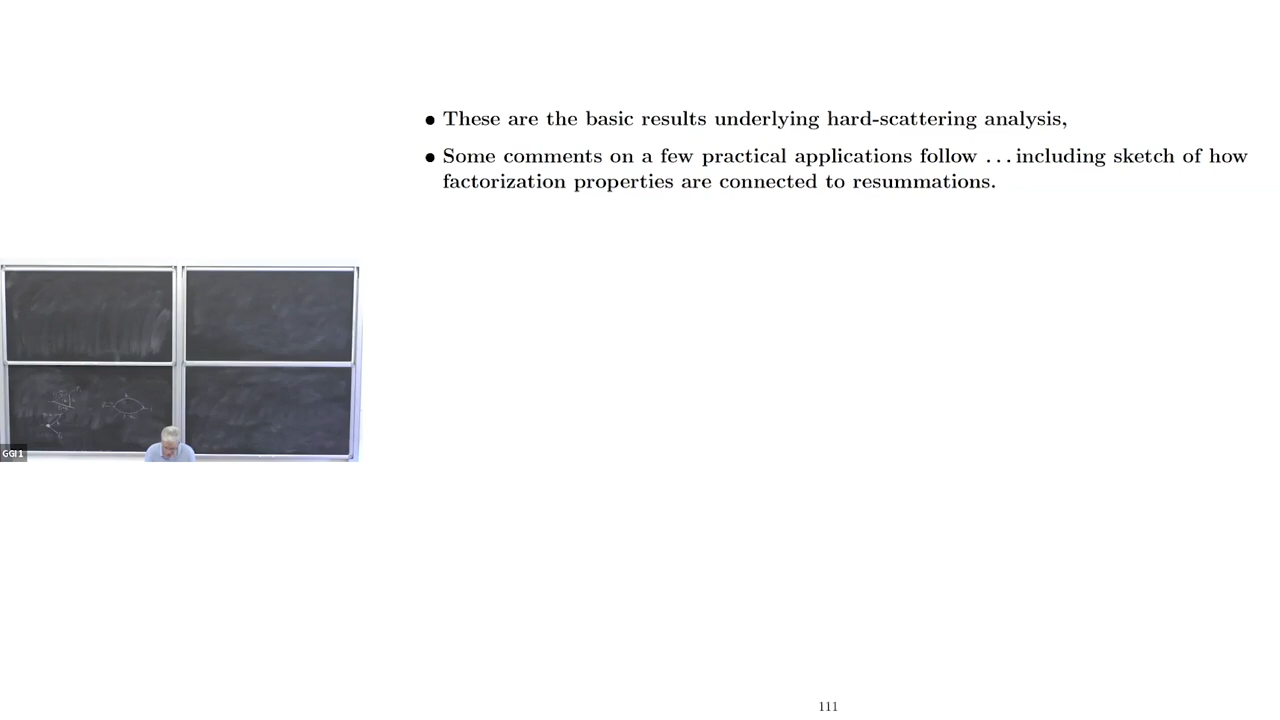 ● These are the basic results underlying hard-scattering analysis,
● Some comments on a few practical applications follow ... including sketch of how
factorization properties are connected to resummations.
GGI 1
111